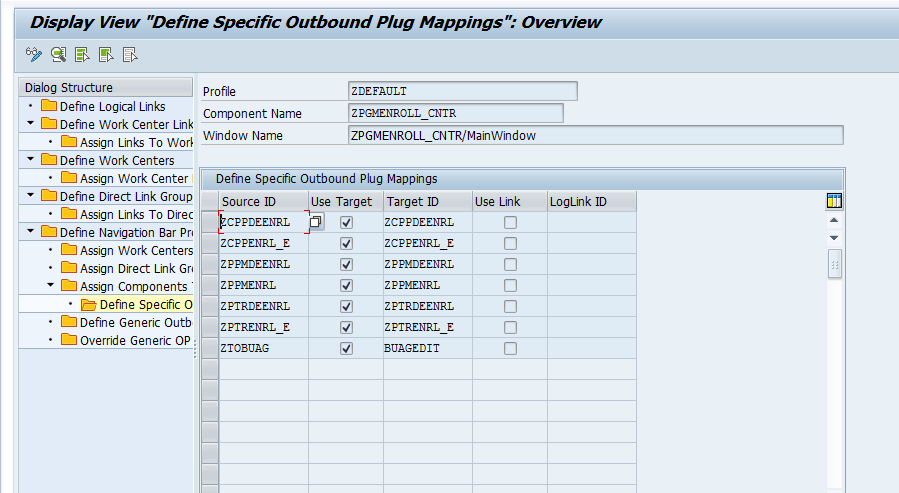 Display View "Define Specific Outbound Plug Mappings": Overview
Dialog Structure
Define Logical Links
Define Work Center Link
Assign Links To Work
Define Work Centers
Assign Work Center
Define Direct Link Group
Assign Links To Direc
Define Navigation Bar Pro
Assign Work Centers
Assign Direct Link Gro
Assign Components T
Define Specific O
Define Generic Outb
Override Generic OP
Profile ZDEFAULT
Component Name ZPGMENROLL_CNTR
Window Name ZPGMENROLL_CNTR/MainWindow
Define Specific Outbound Plug Mappings
Source ID Use Target Target ID Use Link LogLink ID
ZCPPDEENRL ZCPPDEENRL
ZCPPENRL_E ZCPPENRL_E
ZPPMDEENRL ZPPMDEENRL
ZPPMENRL ZPPMENRL
ZPTRDEENRL ZPTRDEENRL
ZPTRENRL_E ZPTRENRL_E
ZTOBUAG BUAGEDIT